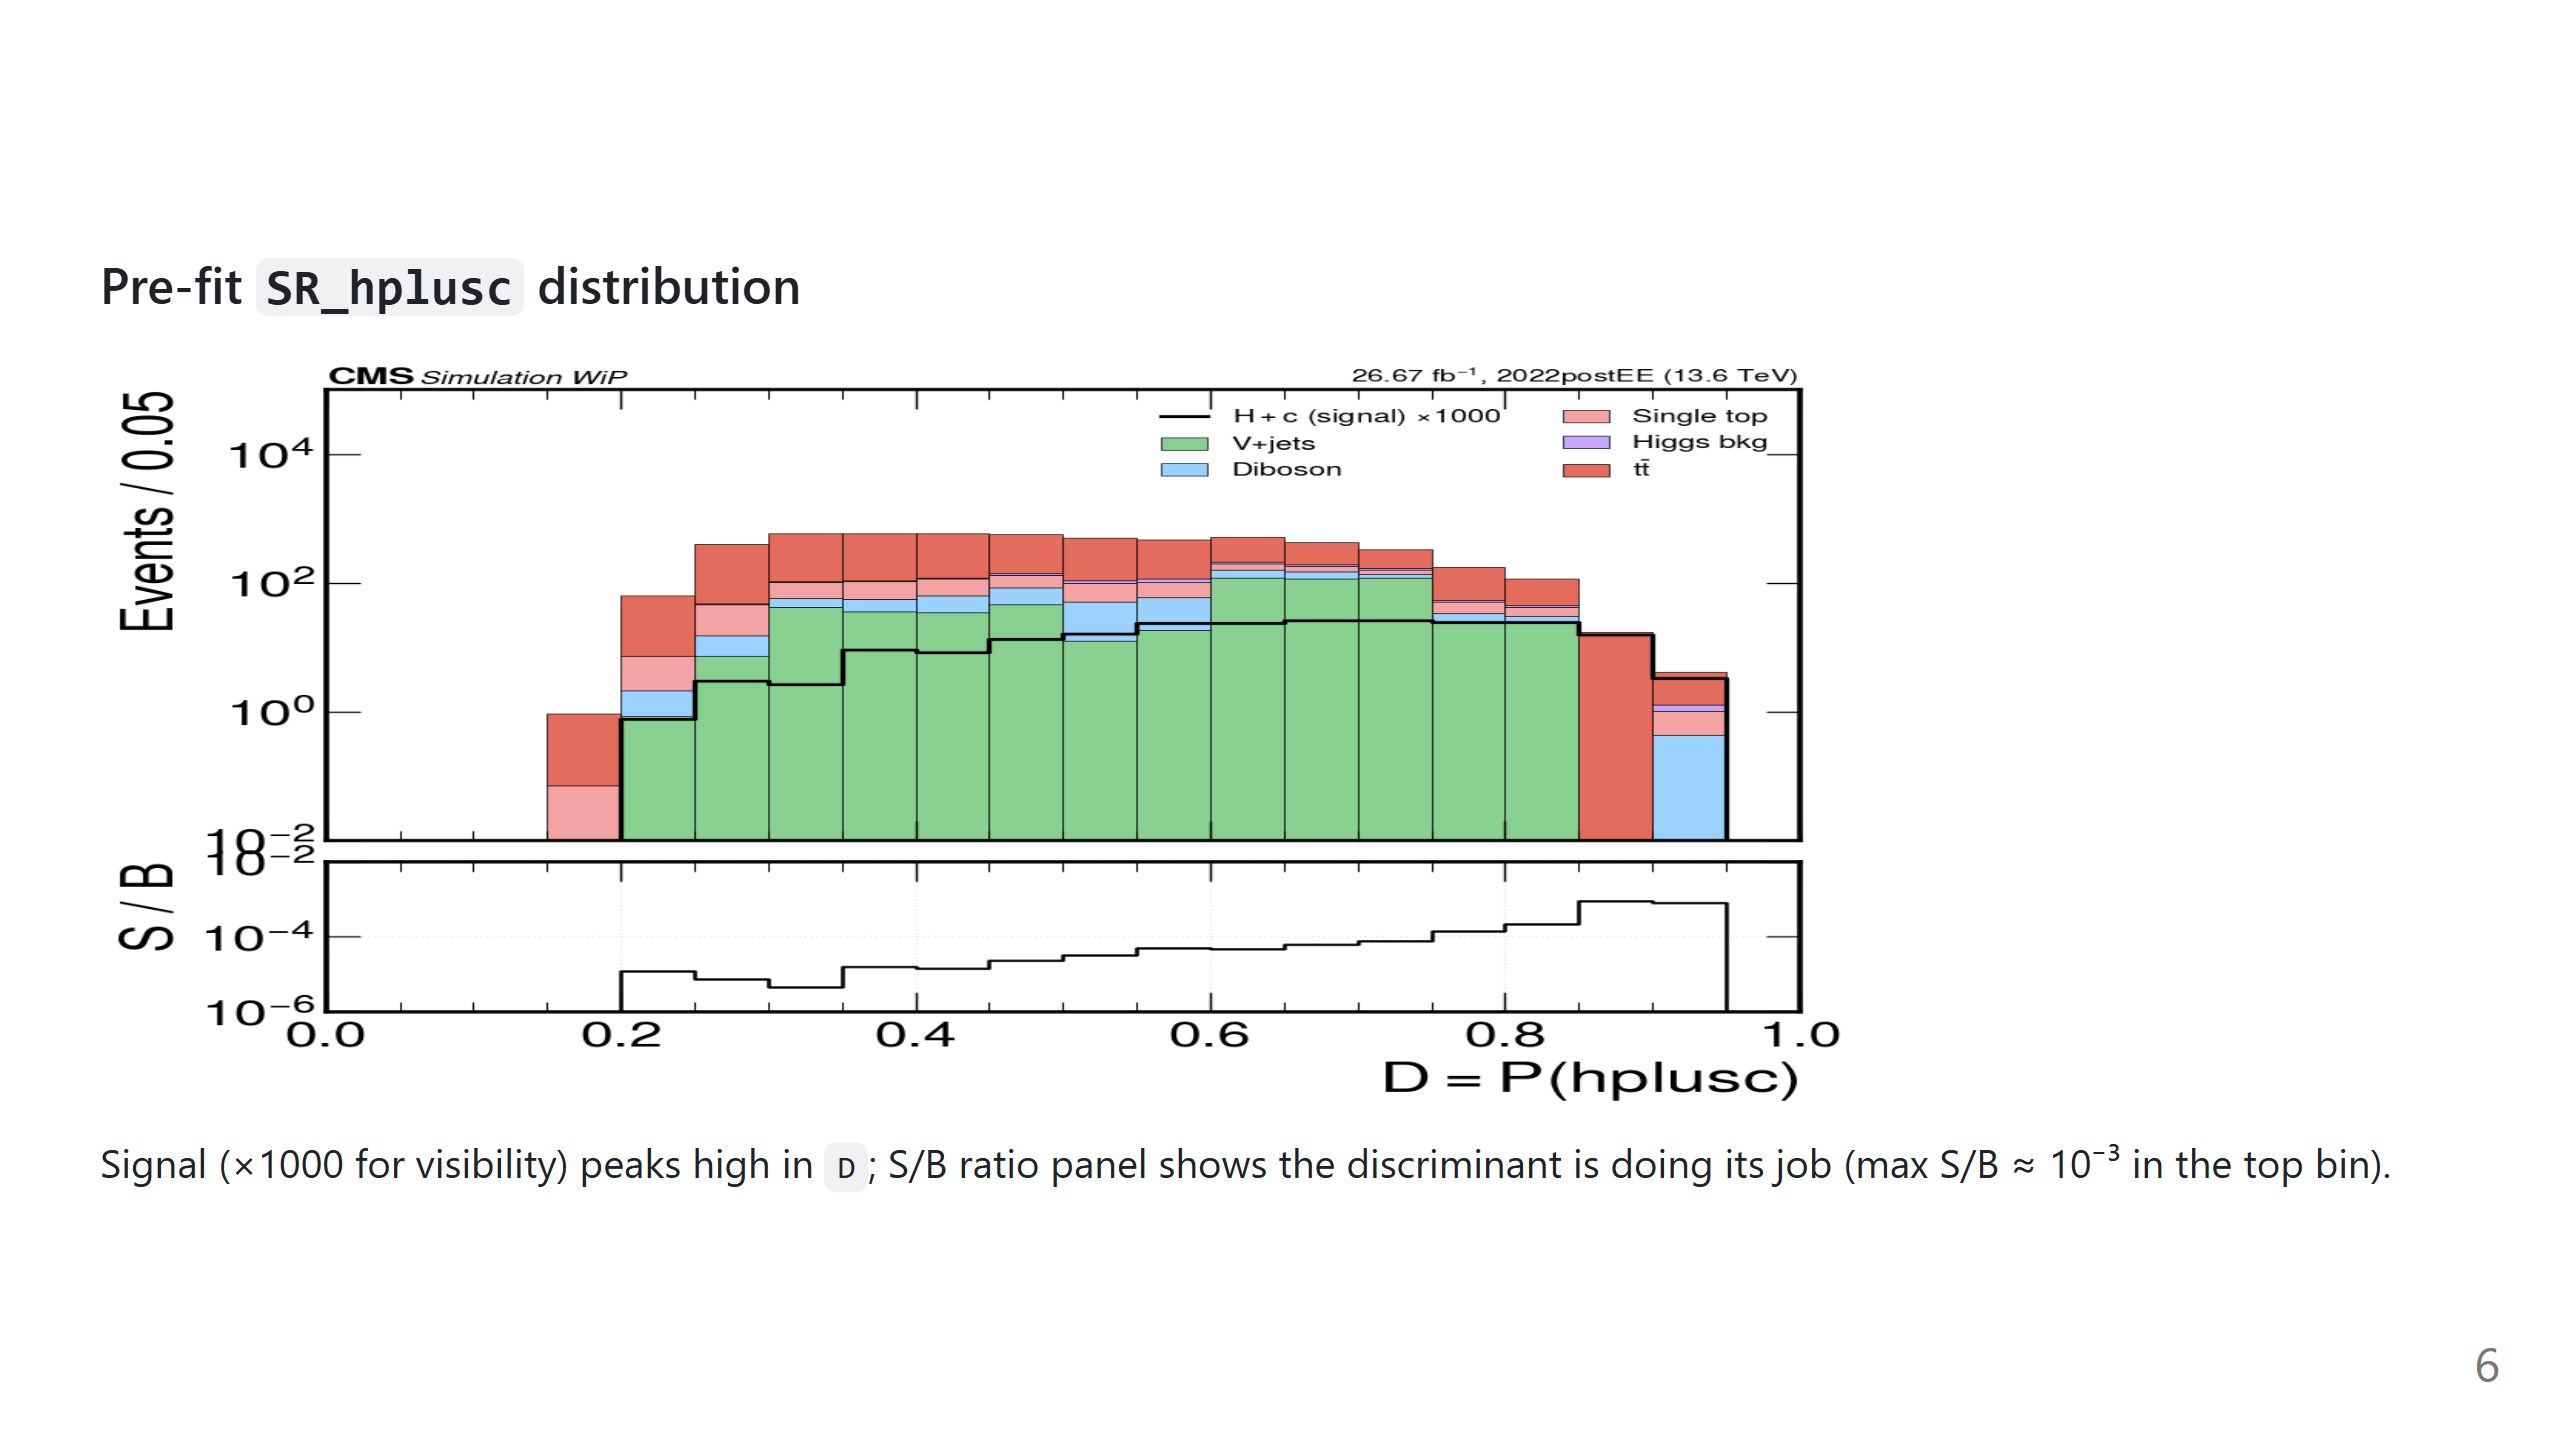 Pre-fit SR_hplusc distribution
CMS Simulation WiP
26.67 fb⁻¹, 2022postEE (13.6 TeV)
Events / 0.05
10⁴
10²
10⁰
10⁻²
H + c (signal) ×1000
V+jets
Diboson
Single top
Higgs bkg
tt̄
S / B
10⁻²
10⁻⁴
10⁻⁶
0.0 0.2 0.4 0.6 0.8 1.0
D = P(hplusc)
Signal (×1000 for visibility) peaks high in D ; S/B ratio panel shows the discriminant is doing its job (max S/B ≈ 10⁻³ in the top bin).
6